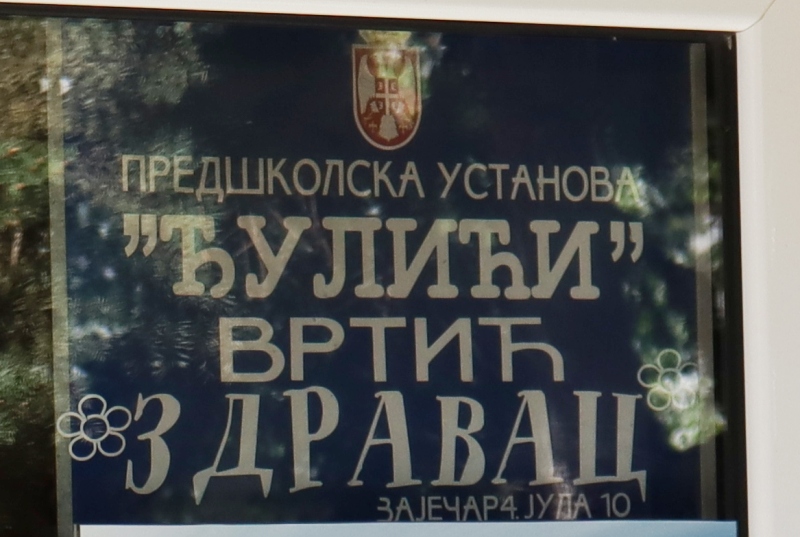 ПРЕДШКОЛСКА УСТАНОВА
"ЂУЛИЋИ"
ВРТИЋ
ЗДРАВАЦ
ЗАЈЕЧАР 4. ЈУЛА 10